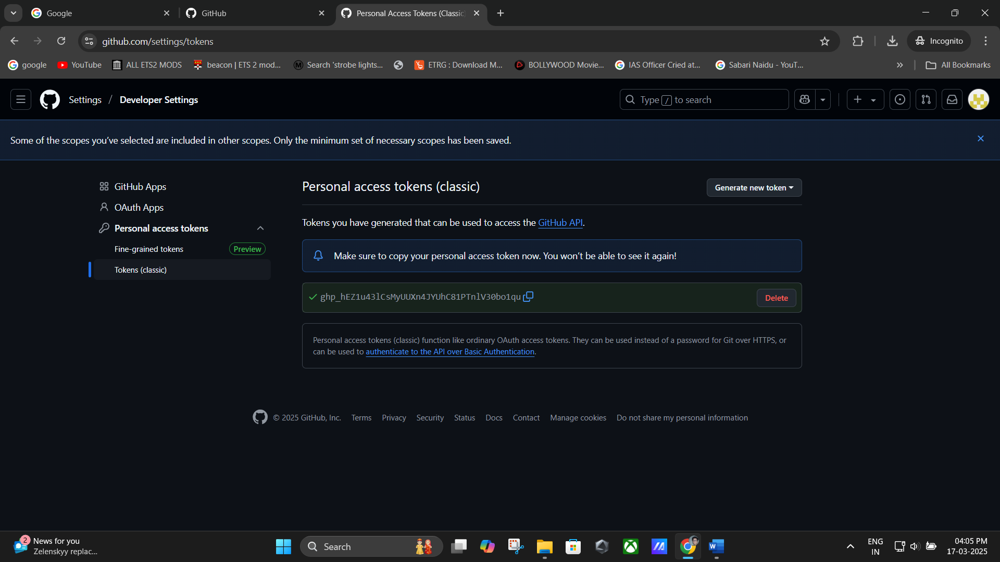 Google
GitHub
Personal Access Tokens (Classic)
github.com/settings/tokens
Incognito
google
YouTube
ALL ETS2 MODS
beacon | ETS 2 mod...
Search 'strobe lights...
ETRG : Download M...
BOLLYWOOD Movie...
IAS Officer Cried at...
Sabari Naidu - YouT...
All Bookmarks
Settings / Developer Settings
Type / to search
Some of the scopes you’ve selected are included in other scopes. Only the minimum set of necessary scopes has been saved.
GitHub Apps
OAuth Apps
Personal access tokens
Fine-grained tokens Preview
Tokens (classic)
Personal access tokens (classic)
Generate new token
Tokens you have generated that can be used to access the GitHub API.
Make sure to copy your personal access token now. You won’t be able to see it again!
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
Delete
Personal access tokens (classic) function like ordinary OAuth access tokens. They can be used instead of a password for Git over HTTPS, or
can be used to authenticate to the API over Basic Authentication.
© 2025 GitHub, Inc. Terms Privacy Security Status Docs Contact Manage cookies Do not share my personal information
2
News for you
Zelenskyy replac...
Search
ENG
IN
04:05 PM
17-03-2025